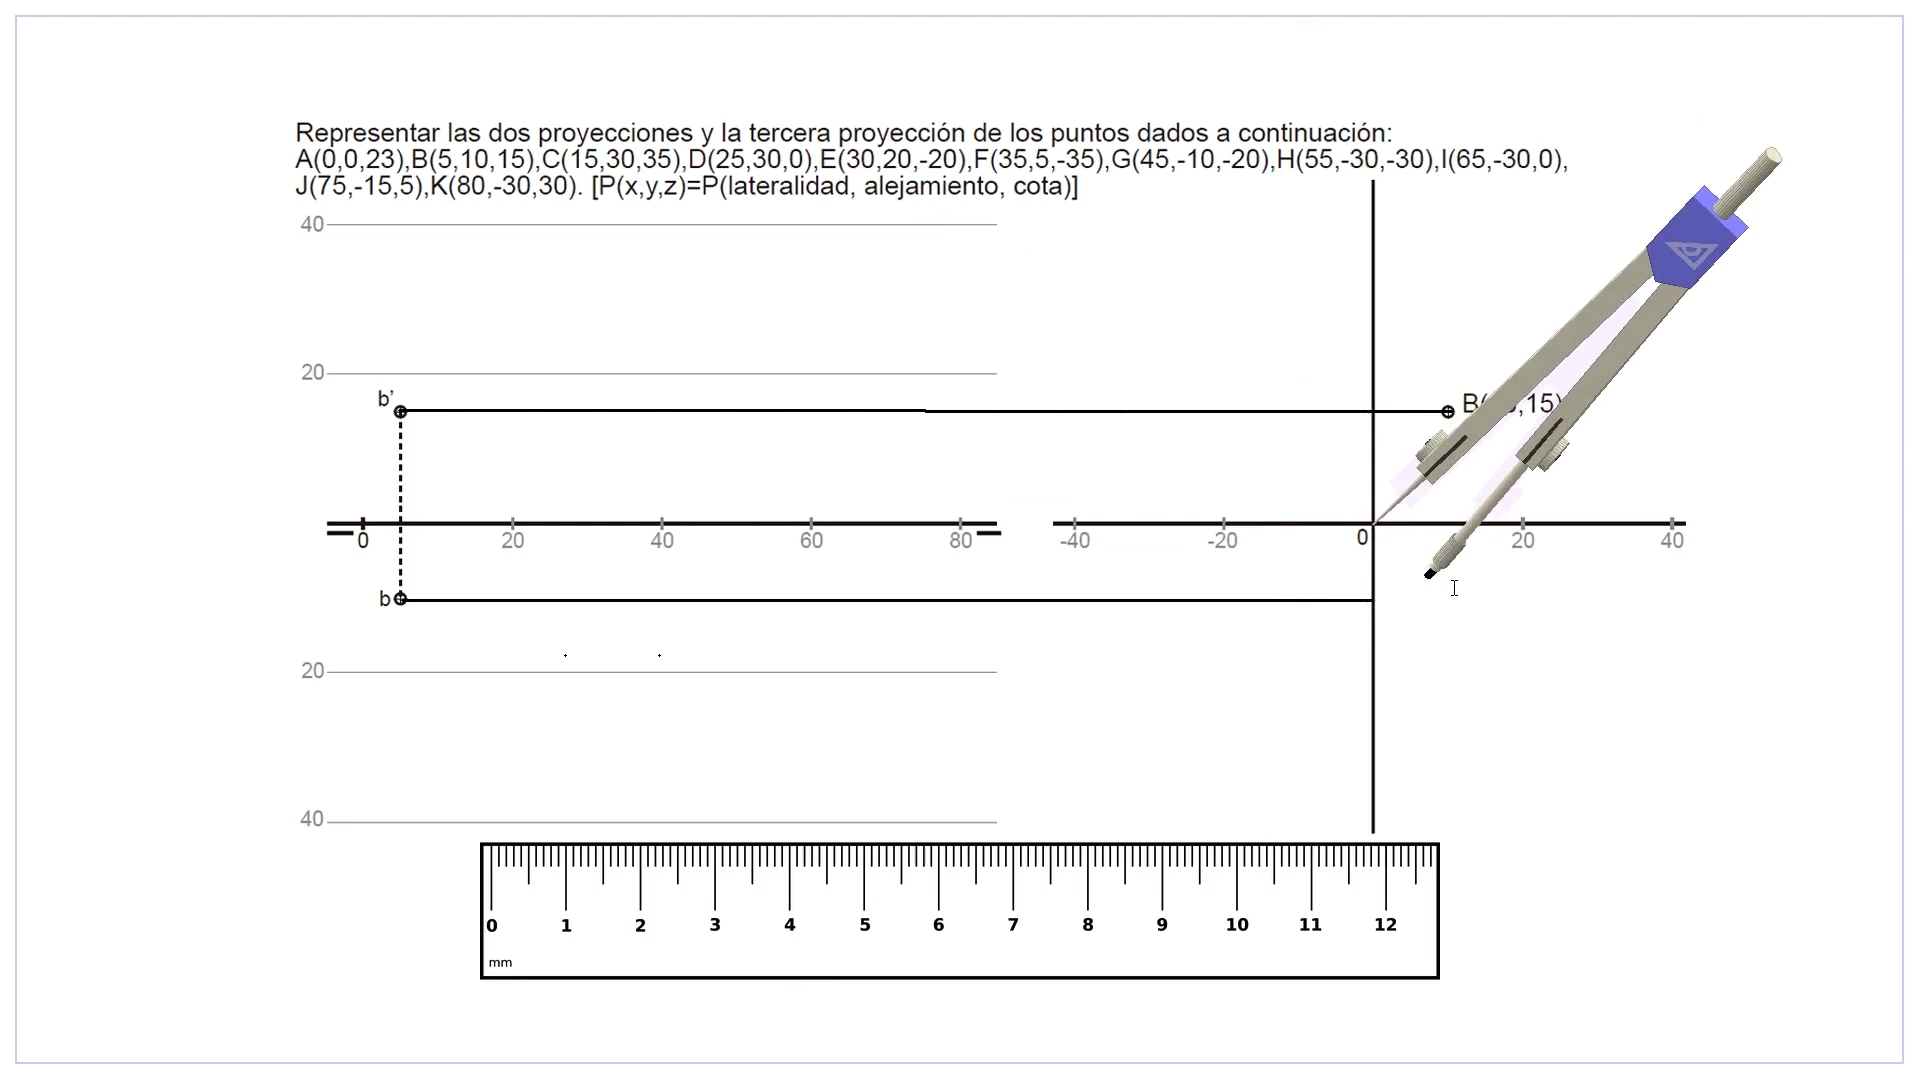 Representar las dos proyecciones y la tercera proyección de los puntos dados a continuación:
A(0,0,23),B(5,10,15),C(15,30,35),D(25,30,0),E(30,20,-20),F(35,5,-35),G(45,-10,-20),H(55,-30,-30),I(65,-30,0),
J(75,-15,5),K(80,-30,30). [P(x,y,z)=P(lateralidad, alejamiento, cota)]
40
20
b'
0 20 40 60 80
-40 -20 0 20 40
b
20
40
0 1 2 3 4 5 6 7 8 9 10 11 12
mm